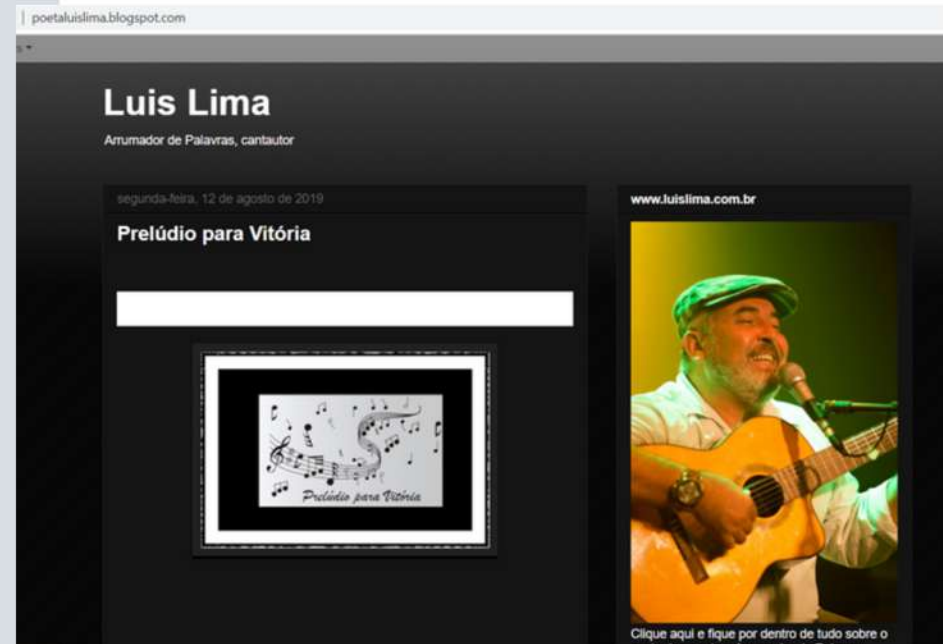 poetaluislima.blogspot.com
s
Luis Lima
Arrumador de Palavras, cantautor
segunda-feira, 12 de agosto de 2019
www.luislima.com.br
Prelúdio para Vitória
Prelúdio para Vitória
Clique aqui e fique por dentro de tudo sobre o